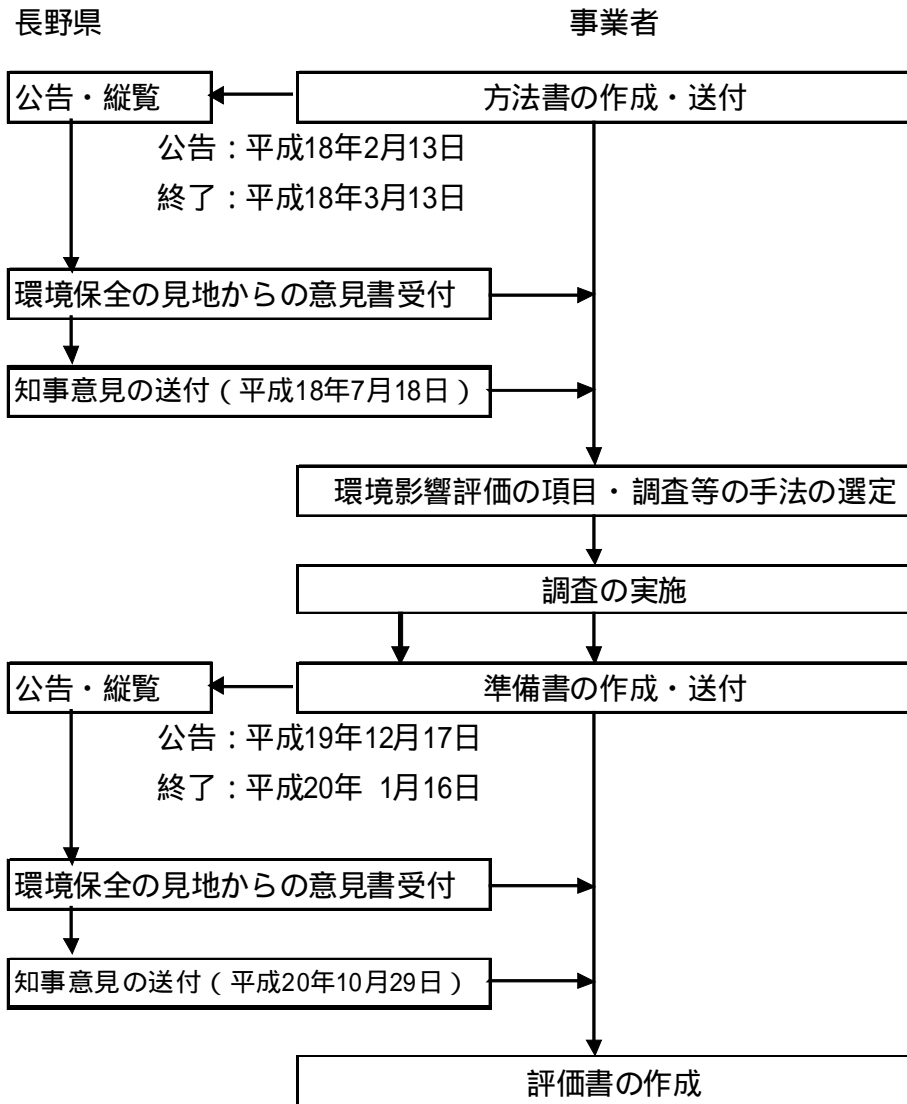 長野県 事業者
公告・縦覧 方法書の作成・送付
公告：平成18年2月13日
終了：平成18年3月13日
環境保全の見地からの意見書受付
知事意見の送付（平成18年7月18日）
環境影響評価の項目・調査等の手法の選定
調査の実施
公告・縦覧 準備書の作成・送付
公告：平成19年12月17日
終了：平成20年 1月16日
環境保全の見地からの意見書受付
知事意見の送付（平成20年10月29日）
評価書の作成